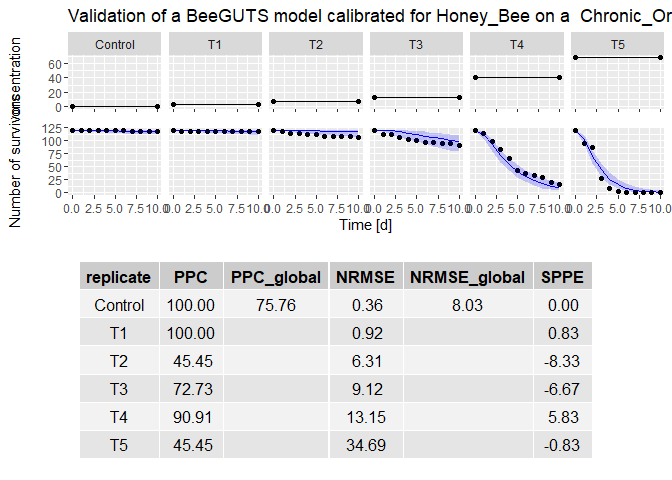 Validation of a BeeGUTS model calibrated for Honey_Bee on a Chronic_Or
Control T1 T2 T3 T4 T5
60
40
20
0
125
100
75
50
25
0
0.0 2.5 5.0 7.5 10.0 0.0 2.5 5.0 7.5 10.0 0.0 2.5 5.0 7.5 10.0 0.0 2.5 5.0 7.5 10.0 0.0 2.5 5.0 7.5 10.0 0.0 2.5 5.0 7.5 10.0
Time [d]
Number of survivors
replicate PPC PPC_global NRMSE NRMSE_global SPPE
Control 100.00 75.76 0.36 8.03 0.00
T1 100.00 0.92 0.83
T2 45.45 6.31 -8.33
T3 72.73 9.12 -6.67
T4 90.91 13.15 5.83
T5 45.45 34.69 -0.83